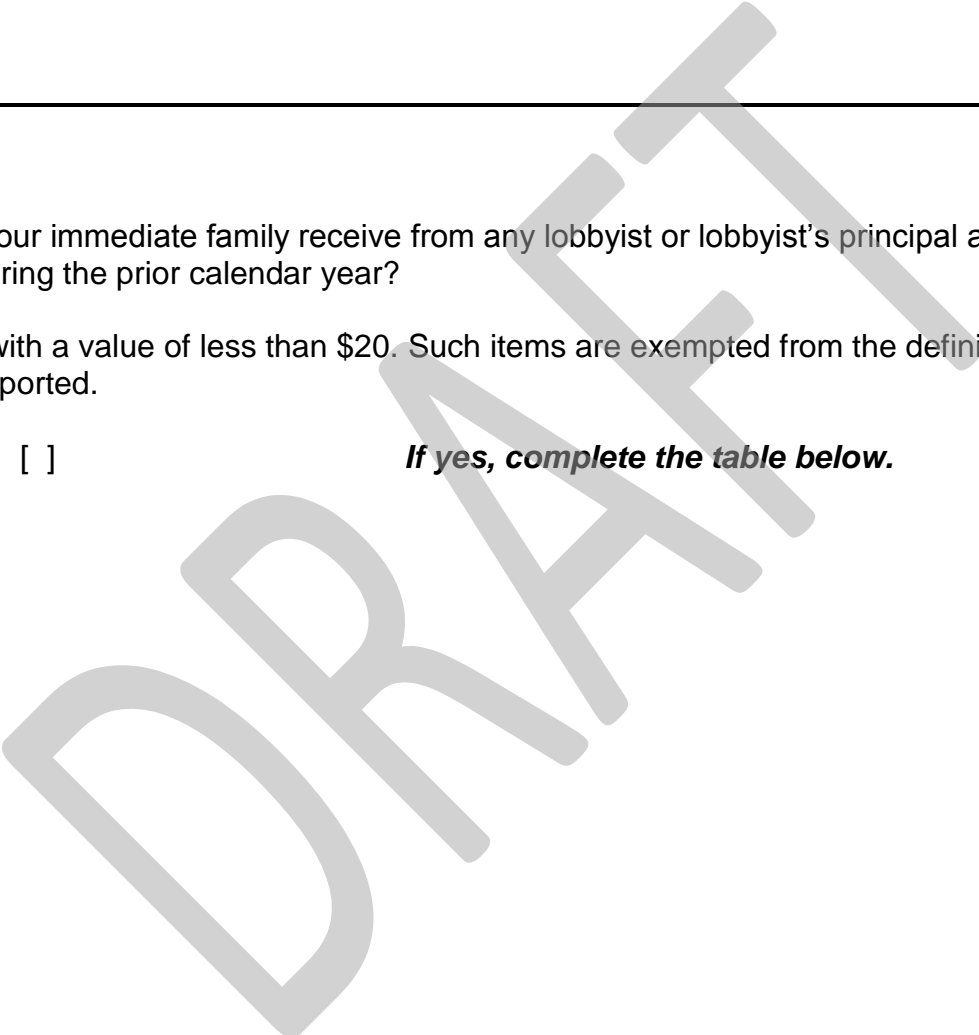 our immediate family receive from any lobbyist or lobbyist’s principal a
ring the prior calendar year?
with a value of less than $20. Such items are exempted from the defini
ported.
[ ] If yes, complete the table below.
DRAFT